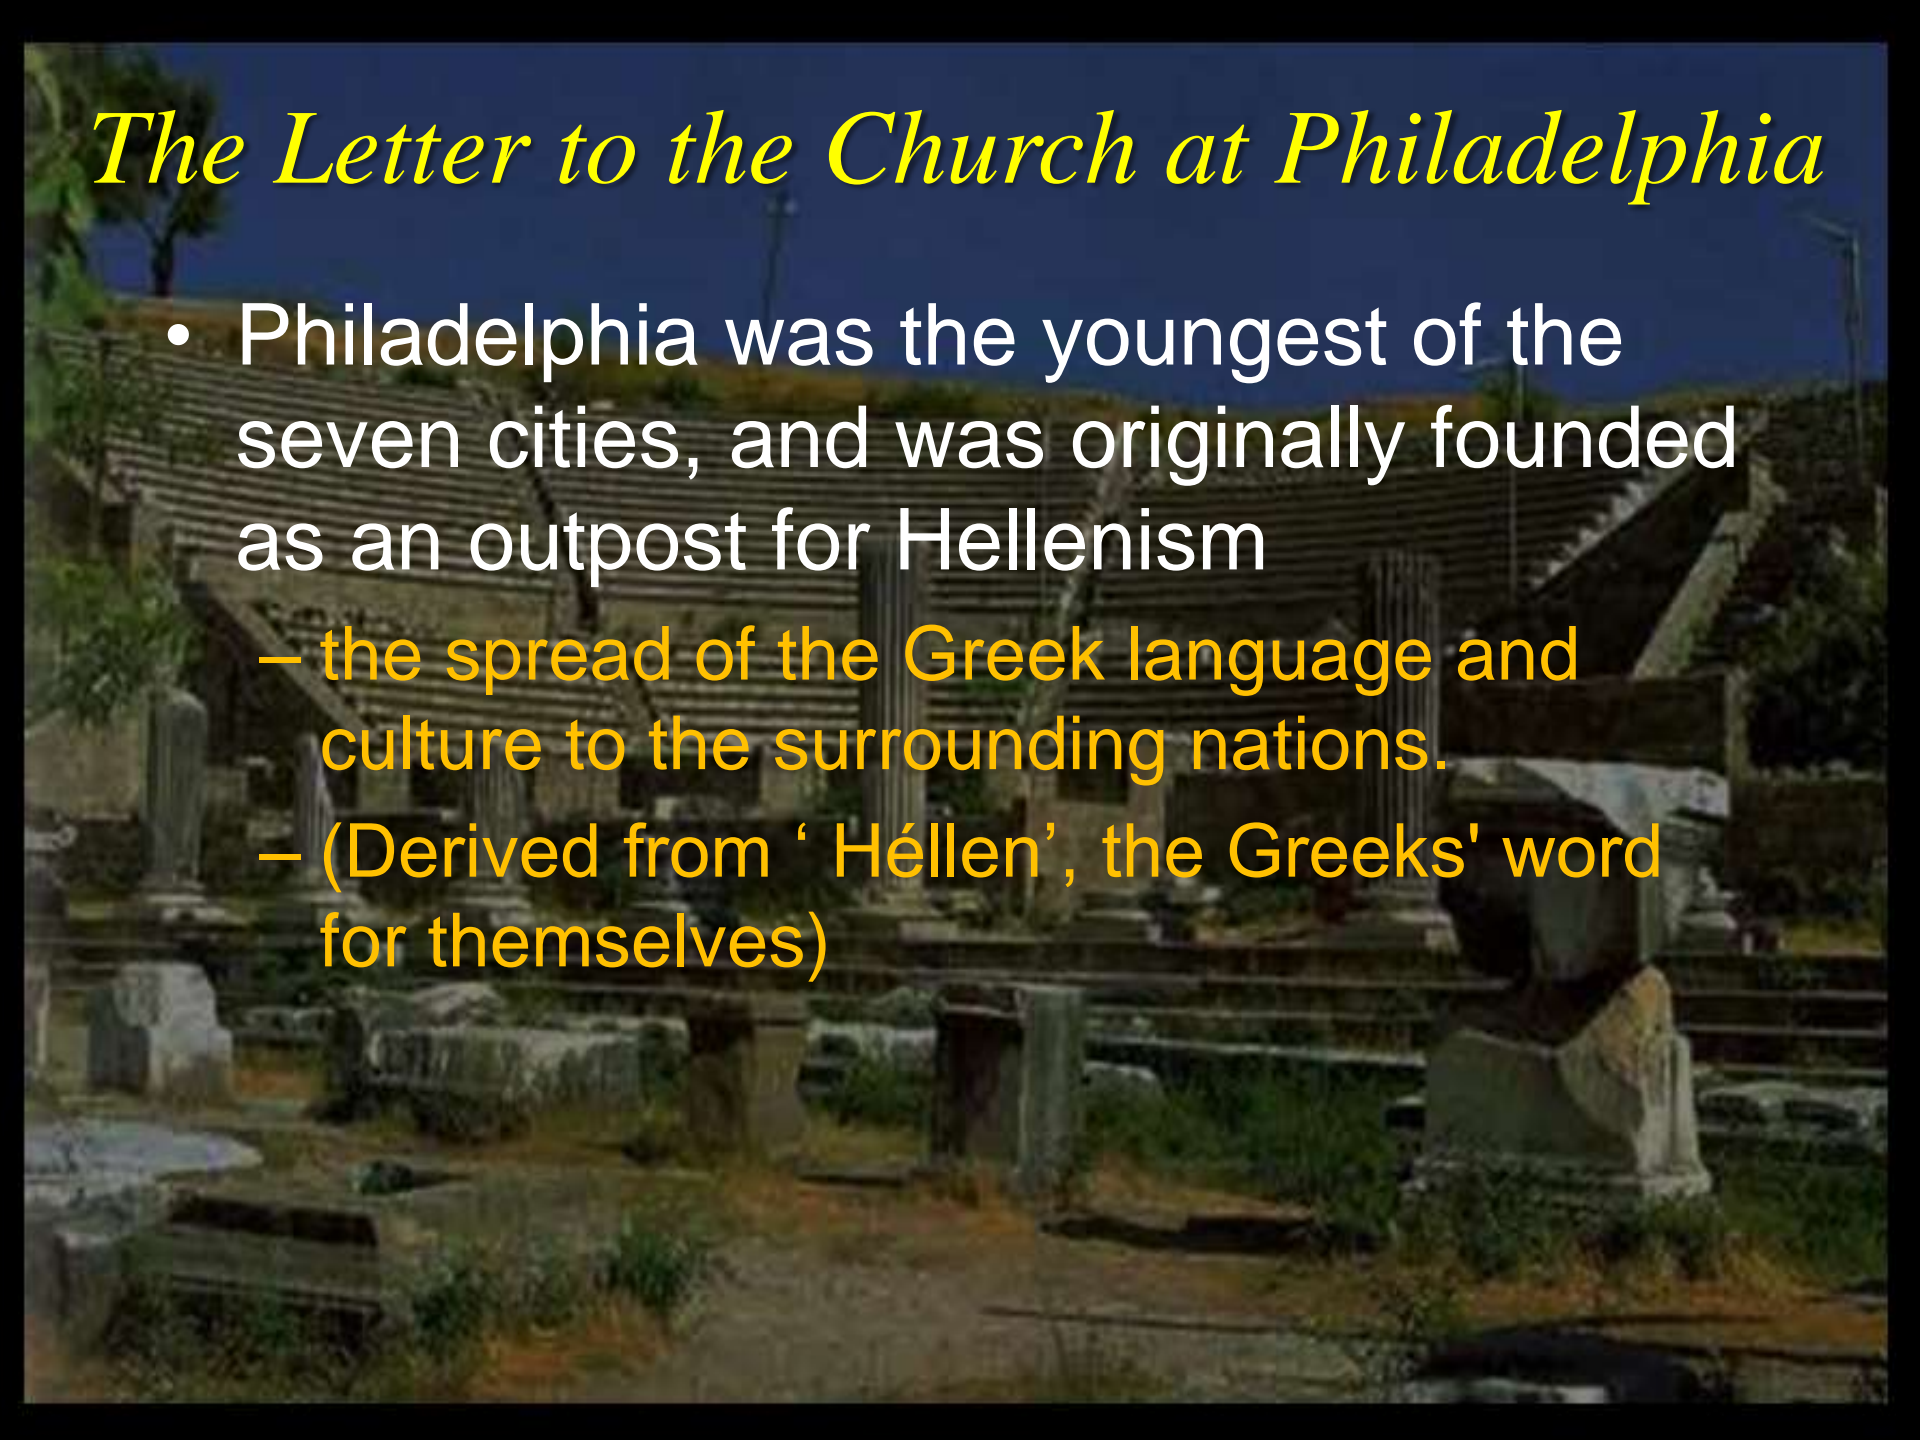 The Letter to the Church at Philadelphia
• Philadelphia was the youngest of the
seven cities, and was originally founded
as an outpost for Hellenism
– the spread of the Greek language and
culture to the surrounding nations.
– (Derived from ‘ Héllen’, the Greeks' word
for themselves)